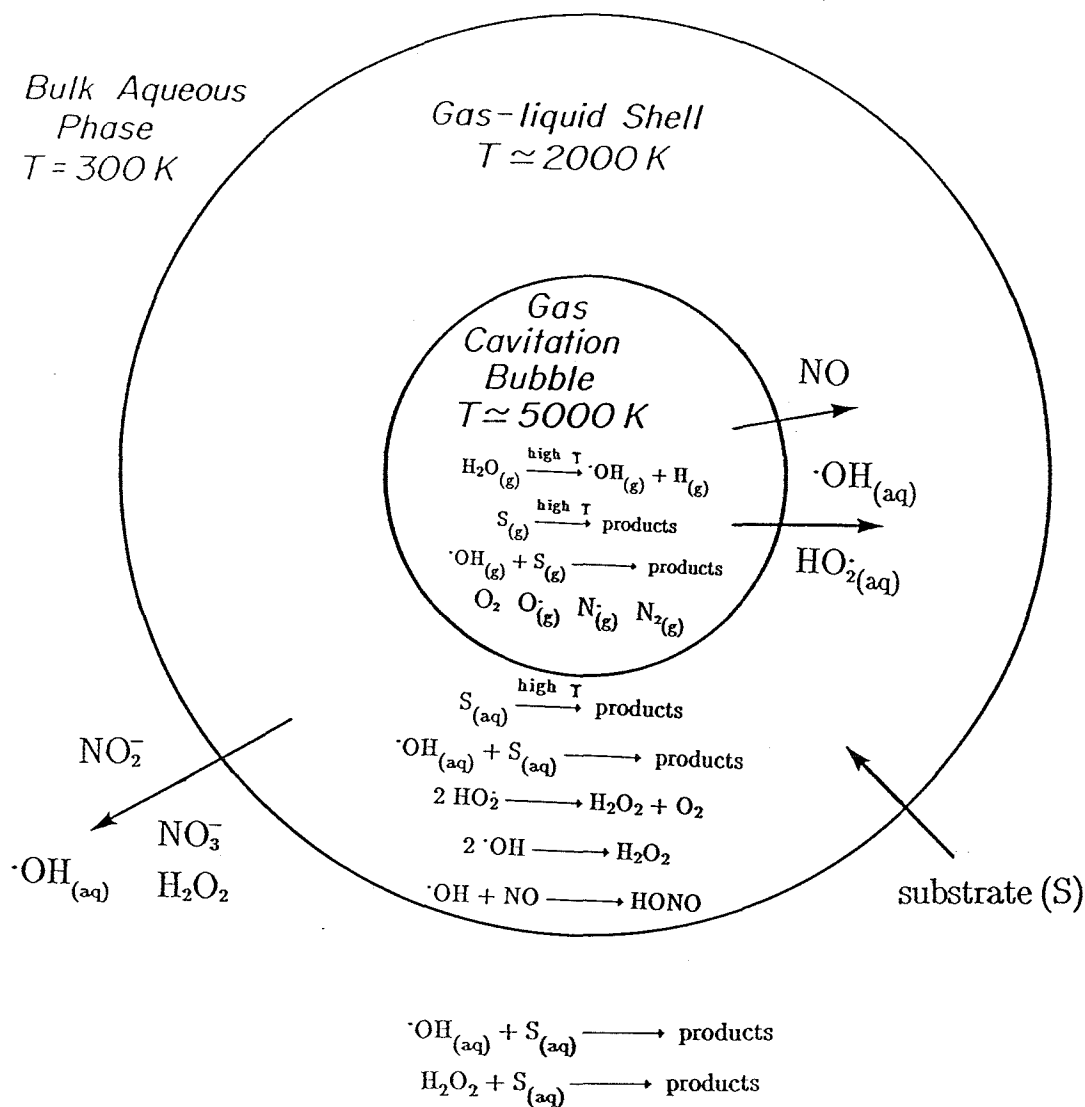 Bulk Aqueous
Phase
T = 300 K
Gas-liquid Shell
T ≃ 2000 K
Gas
Cavitation
Bubble
T ≃ 5000 K
H₂O(g) —high T→ ·OH(g) + H(g)
S(g) —high T→ products
·OH(g) + S(g) ⟶ products
O₂ O·(g) N·(g) N₂(g)
NO
·OH(aq)
HO₂·(aq)
S(aq) —high T→ products
·OH(aq) + S(aq) ⟶ products
2 HO₂· ⟶ H₂O₂ + O₂
2 ·OH ⟶ H₂O₂
·OH + NO ⟶ HONO
NO₂⁻
NO₃⁻
·OH(aq) H₂O₂
substrate (S)
·OH(aq) + S(aq) ⟶ products
H₂O₂ + S(aq) ⟶ products